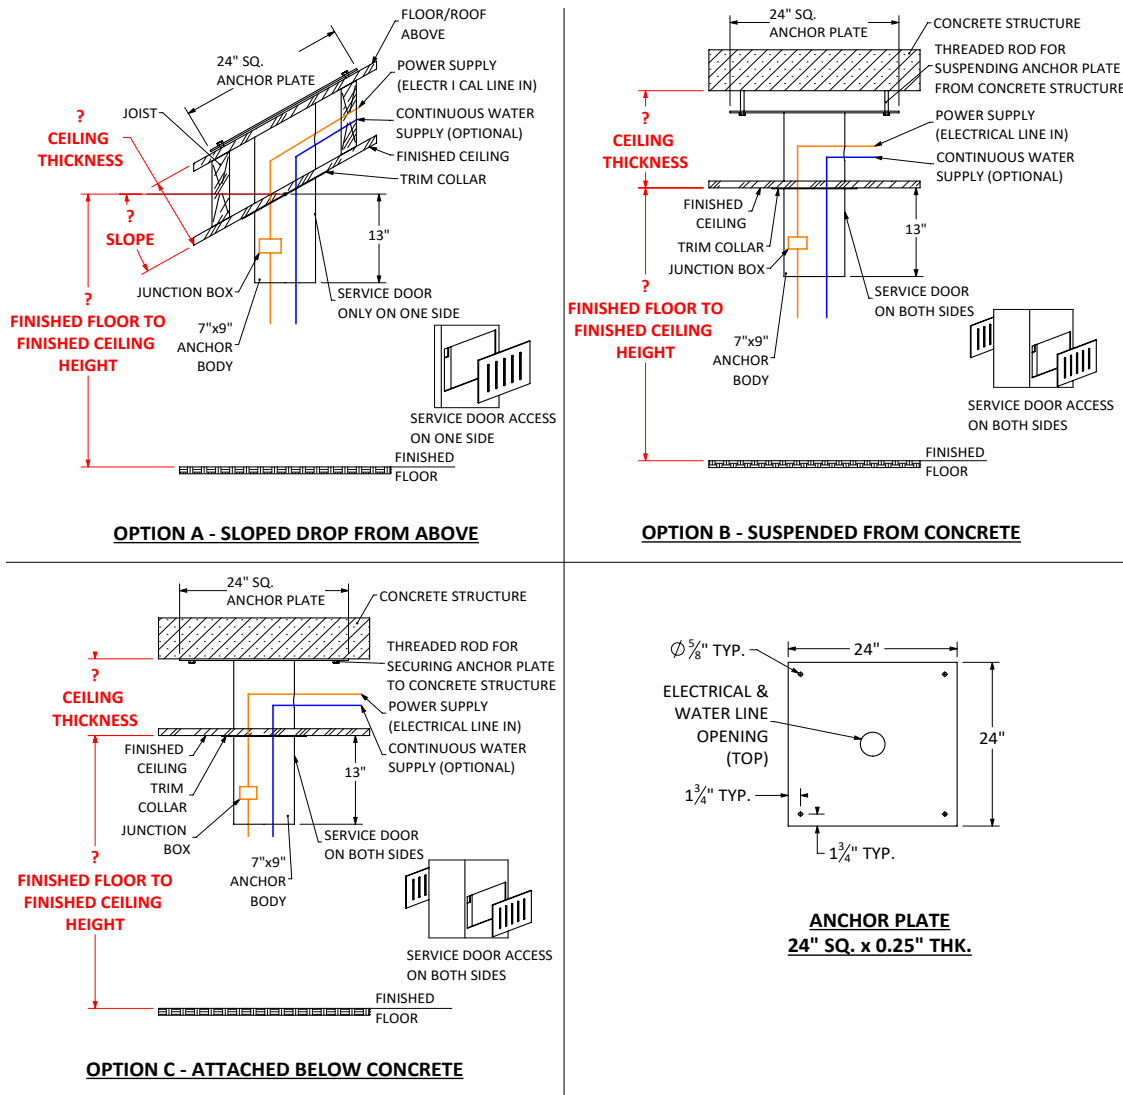 FLOOR/ROOF
ABOVE
24" SQ.
ANCHOR PLATE
POWER SUPPLY
(ELECTR I CAL LINE IN)
JOIST
CONTINUOUS WATER
SUPPLY (OPTIONAL)
?
CEILING
THICKNESS
FINISHED CEILING
TRIM COLLAR
?
SLOPE
13"
JUNCTION BOX
SERVICE DOOR
ONLY ON ONE SIDE
?
FINISHED FLOOR TO
FINISHED CEILING
HEIGHT
7"x9"
ANCHOR
BODY
SERVICE DOOR ACCESS
ON ONE SIDE
FINISHED
FLOOR
OPTION A - SLOPED DROP FROM ABOVE
24" SQ.
ANCHOR PLATE
CONCRETE STRUCTURE
THREADED ROD FOR
SUSPENDING ANCHOR PLATE
FROM CONCRETE STRUCTURE
?
CEILING
THICKNESS
POWER SUPPLY
(ELECTRICAL LINE IN)
CONTINUOUS WATER
SUPPLY (OPTIONAL)
FINISHED
CEILING
TRIM COLLAR
13"
JUNCTION BOX
SERVICE DOOR
ON BOTH SIDES
?
FINISHED FLOOR TO
FINISHED CEILING
HEIGHT
7"x9"
ANCHOR
BODY
SERVICE DOOR ACCESS
ON BOTH SIDES
FINISHED
FLOOR
OPTION B - SUSPENDED FROM CONCRETE
24" SQ.
ANCHOR PLATE
CONCRETE STRUCTURE
THREADED ROD FOR
SECURING ANCHOR PLATE
TO CONCRETE STRUCTURE
?
CEILING
THICKNESS
POWER SUPPLY
(ELECTRICAL LINE IN)
CONTINUOUS WATER
SUPPLY (OPTIONAL)
FINISHED
CEILING
TRIM
COLLAR
13"
JUNCTION
BOX
SERVICE DOOR
ON BOTH SIDES
?
FINISHED FLOOR TO
FINISHED CEILING
HEIGHT
7"x9"
ANCHOR
BODY
SERVICE DOOR ACCESS
ON BOTH SIDES
FINISHED
FLOOR
OPTION C - ATTACHED BELOW CONCRETE
Ø 5/8" TYP.
24"
ELECTRICAL &
WATER LINE
OPENING
(TOP)
24"
1 3/4" TYP.
1 3/4" TYP.
ANCHOR PLATE
24" SQ. x 0.25" THK.